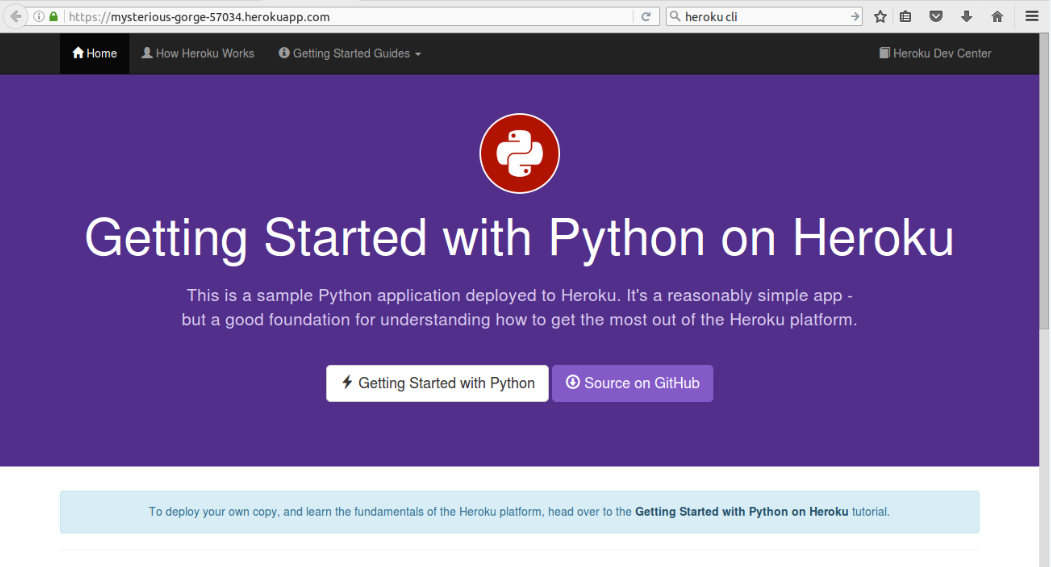 https://mysterious-gorge-57034.herokuapp.com
heroku cli
Home
How Heroku Works
Getting Started Guides
Heroku Dev Center
Getting Started with Python on Heroku
This is a sample Python application deployed to Heroku. It's a reasonably simple app -
but a good foundation for understanding how to get the most out of the Heroku platform.
Getting Started with Python
Source on GitHub
To deploy your own copy, and learn the fundamentals of the Heroku platform, head over to the Getting Started with Python on Heroku tutorial.